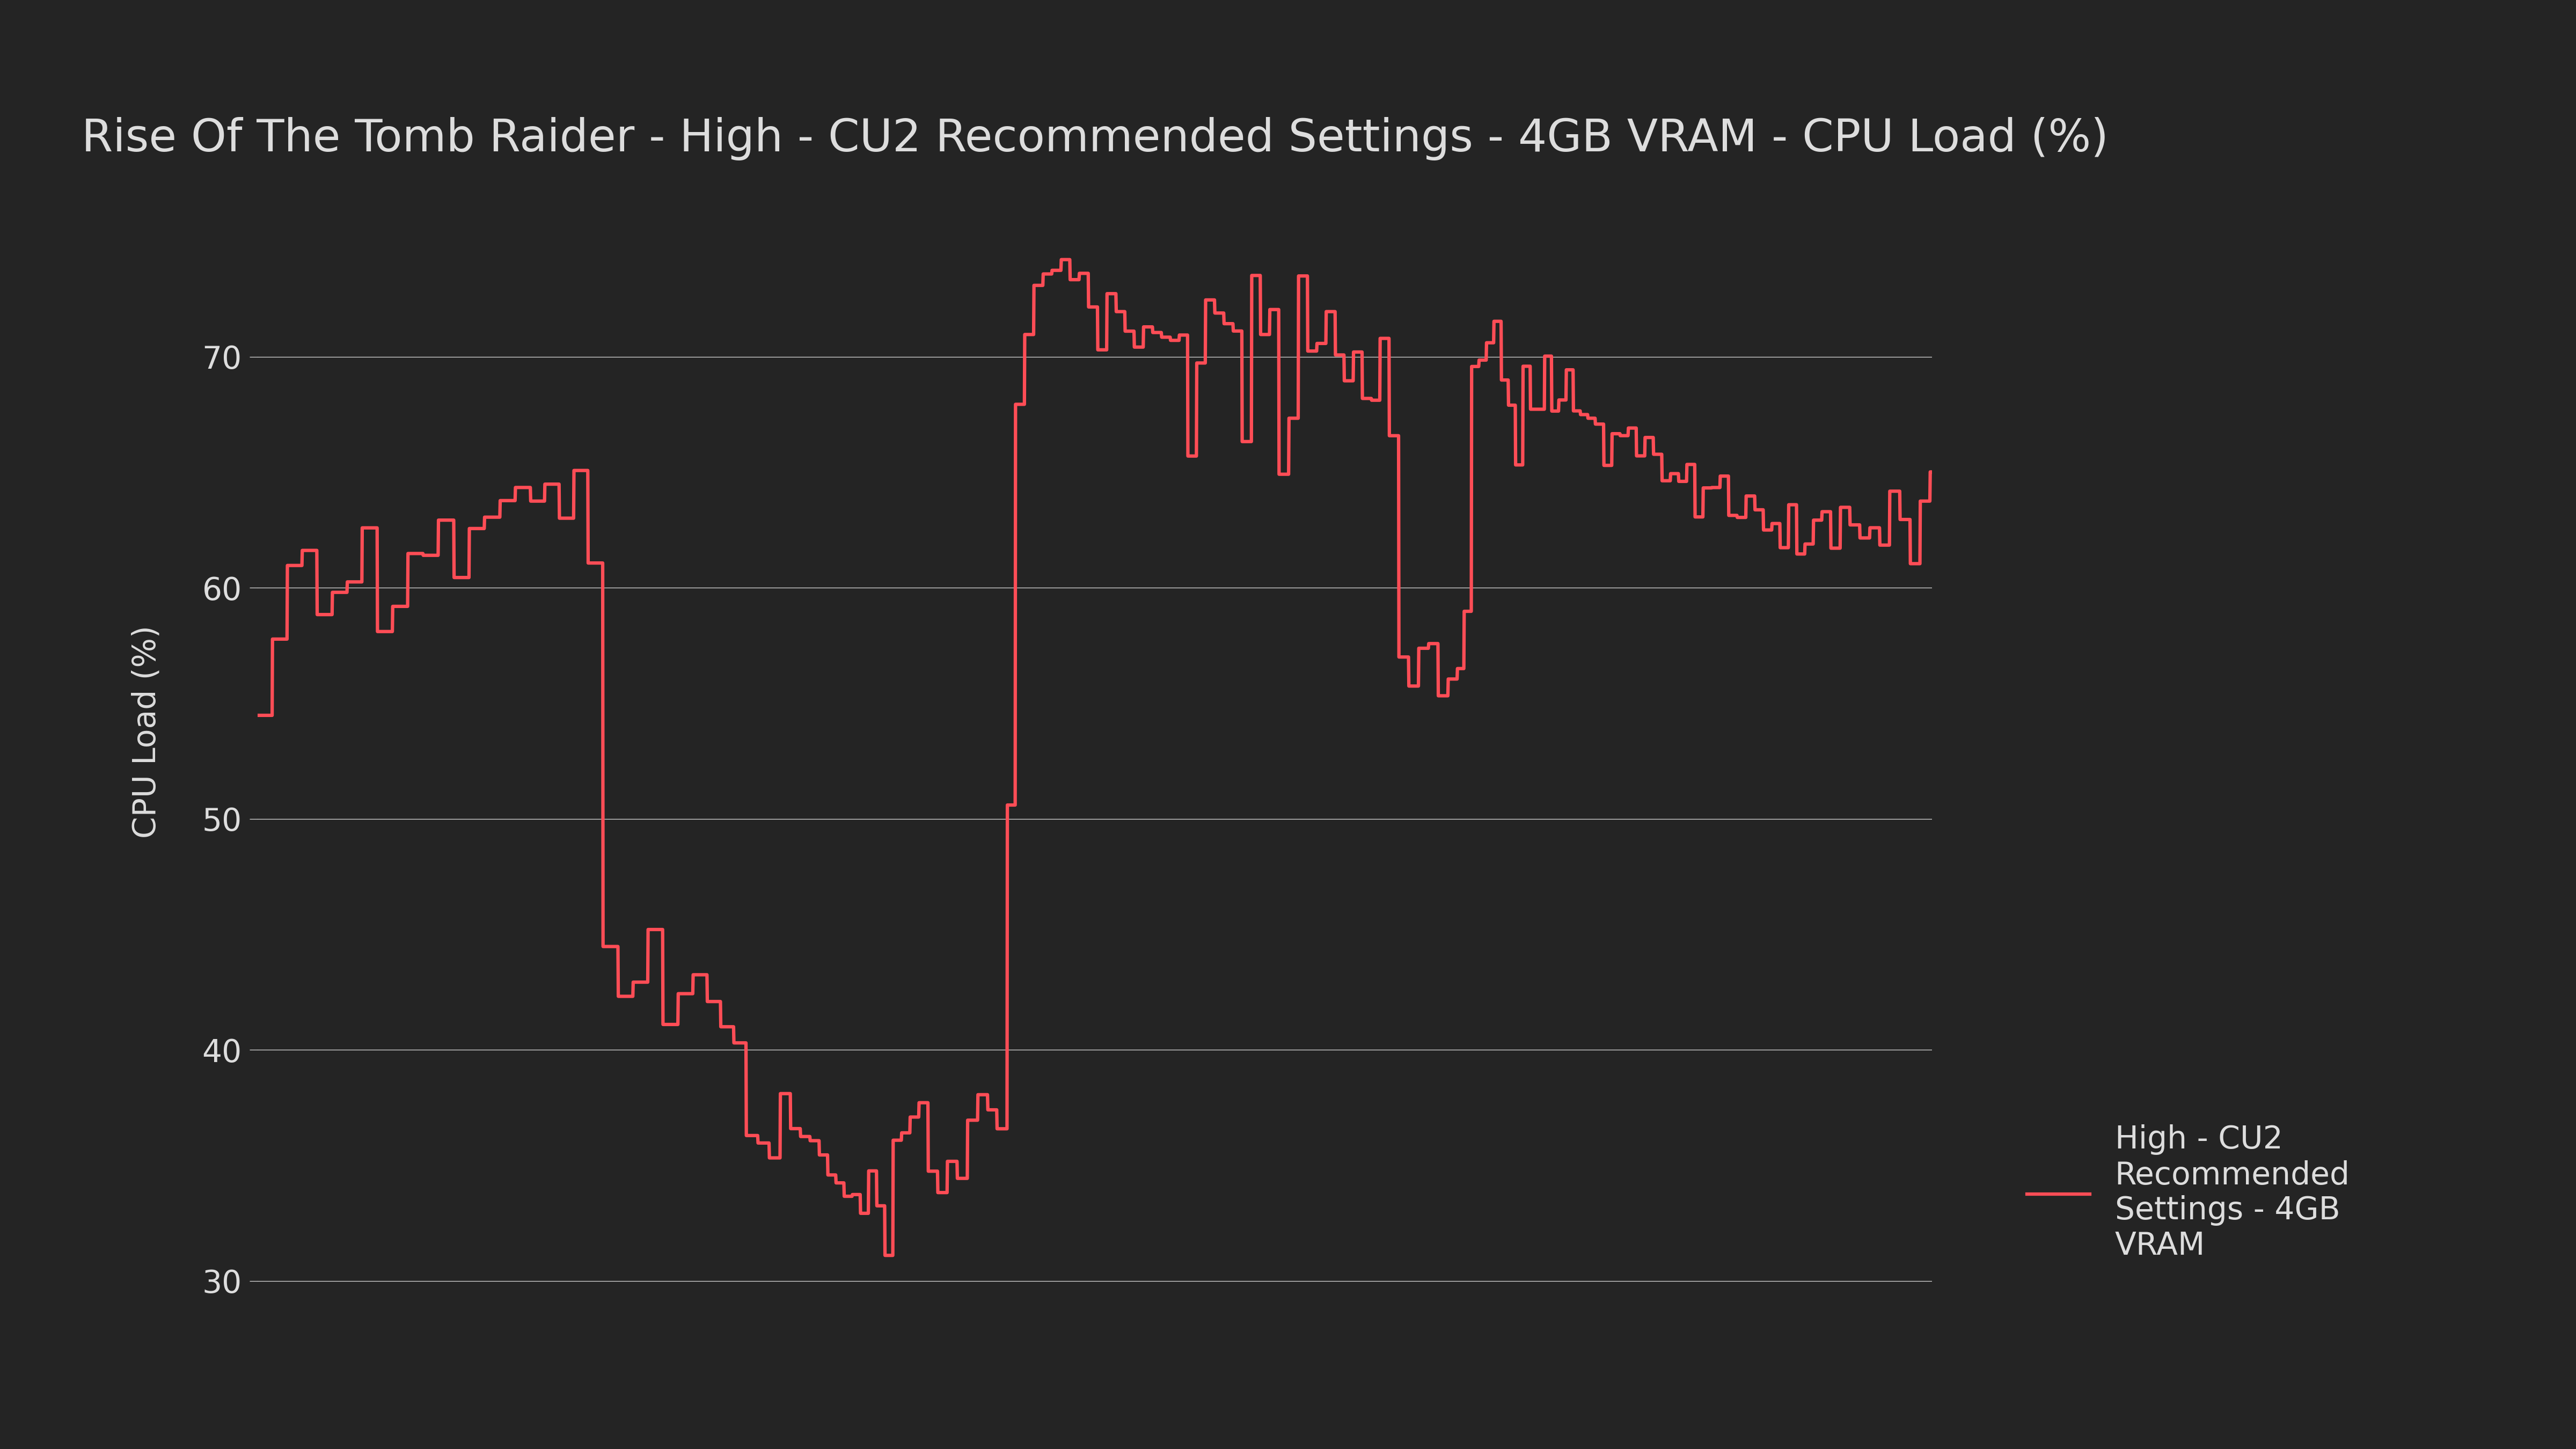 Rise Of The Tomb Raider - High - CU2 Recommended Settings - 4GB VRAM - CPU Load (%)
70
60
50
40
30
CPU Load (%)
High - CU2
Recommended
Settings - 4GB
VRAM